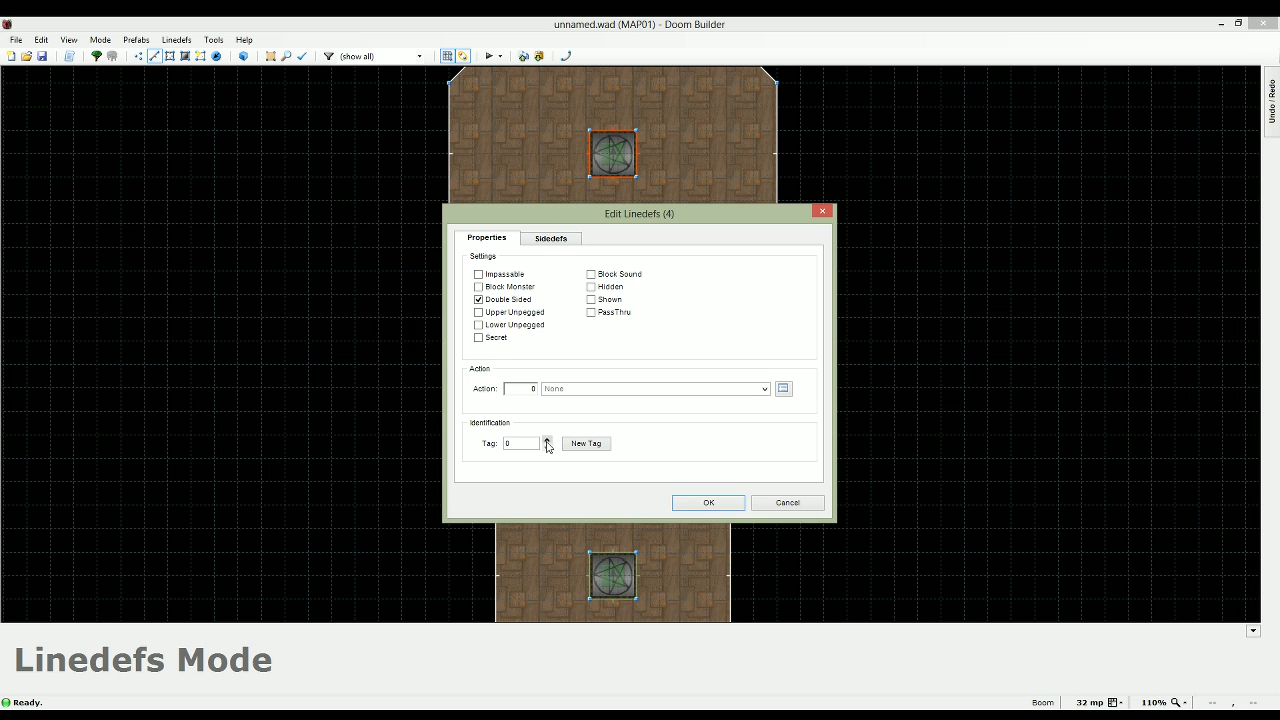 unnamed.wad (MAP01) - Doom Builder
File Edit View Mode Prefabs Linedefs Tools Help
(show all)
Undo / Redo
Edit Linedefs (4)
Properties Sidedefs
Settings
Impassable Block Sound
Block Monster Hidden
Double Sided Shown
Upper Unpegged PassThru
Lower Unpegged
Secret
Action
Action: 0 None
Identification
Tag: 0 New Tag
OK Cancel
Linedefs Mode
Ready. Boom 32 mp 110% -- , --